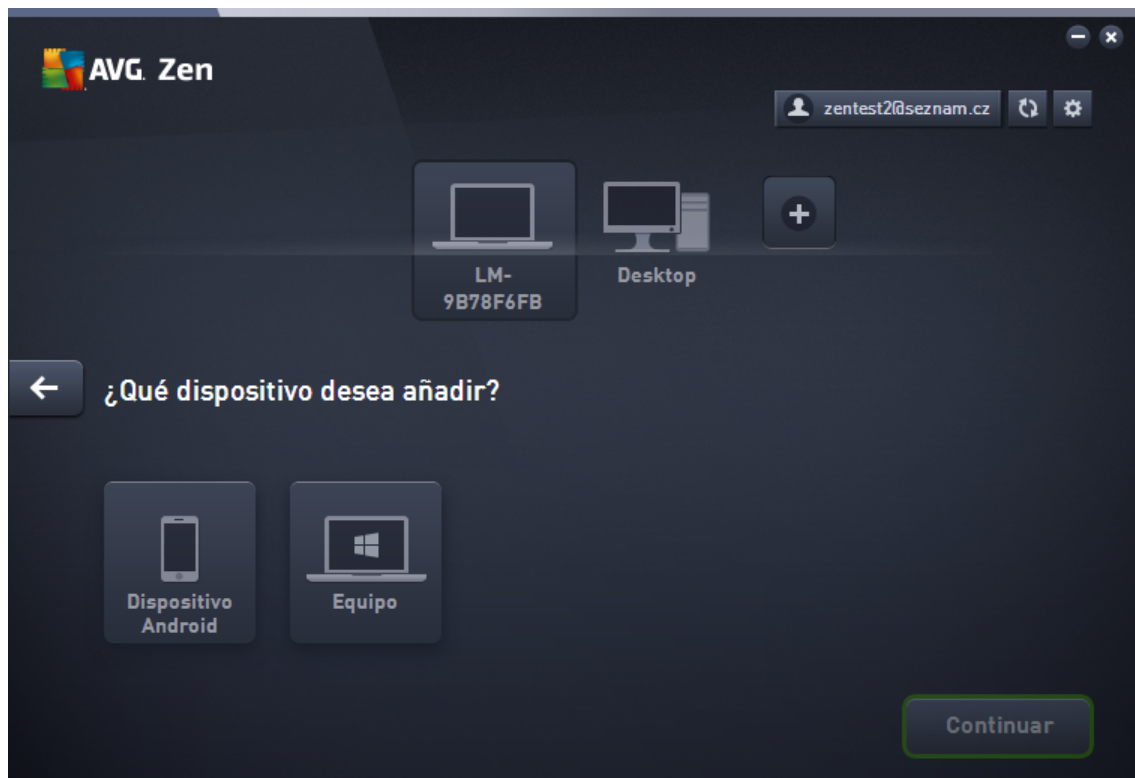 AVG. Zen
zentest2@seznam.cz
LM-
9B78F6FB
Desktop
¿Qué dispositivo desea añadir?
Dispositivo
Android
Equipo
Continuar